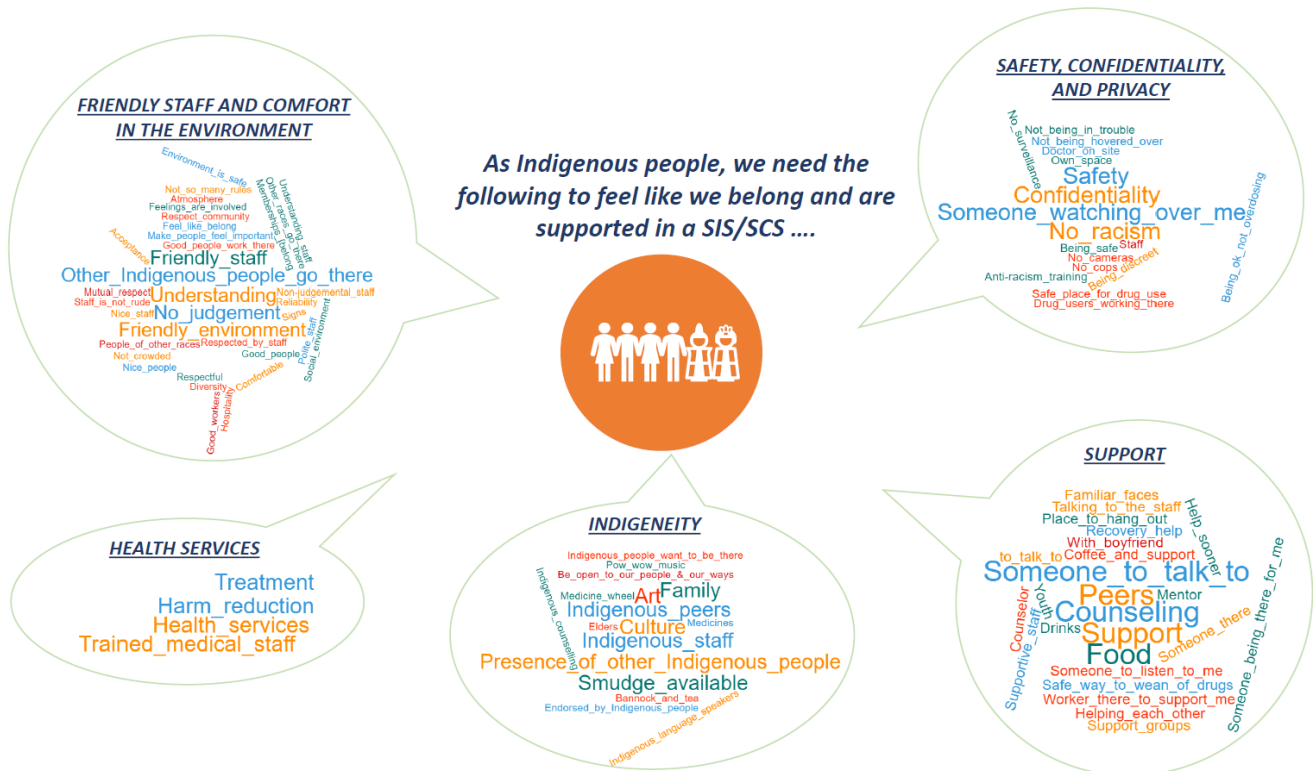 FRIENDLY STAFF AND COMFORT
IN THE ENVIRONMENT
Environment_is_safe
Not_so_many_rules
Atmosphere
Feelings_are_involved
Respect_community
Feel_like_belong
Make_people_feel_important
Good_people_work_there
Understanding_staff
Other_races_go_there
Memberships_(belong
Acceptance
Friendly_staff
Other_Indigenous_people_go_there
Mutual_respect
Understanding
Non-judgemental_staff
Staff_is_not_rude
Reliability
Nice_staff
No_judgement
Signs
Friendly_environment
People_of_other_races
Respected_by_staff
Polite_staff
Social_environment
Not_crowded
Good_people
Nice_people
Respectful
Diversity
Comfortable
Good_workers
Hospitality
As Indigenous people, we need the
following to feel like we belong and are
supported in a SIS/SCS ....
SAFETY, CONFIDENTIALITY,
AND PRIVACY
No_surveillance
Not_being_in_trouble
Not_being_hovered_over
Doctor_on_site
Own_space
Safety
Confidentiality
Someone_watching_over_me
No_racism
Being_safe
Staff
No_cameras
No_cops
Being_discreet
Anti-racism_training
Safe_place_for_drug_use
Drug_users_working_there
Being_ok_not_overdosing
HEALTH SERVICES
Treatment
Harm_reduction
Health_services
Trained_medical_staff
INDIGENEITY
Indigenous_people_want_to_be_there
Pow_wow_music
Be_open_to_our_people_&_our_ways
Medicine_wheel
Art
Family
Indigenous_counselling
Indigenous_peers
Elders
Culture
Medicines
Indigenous_staff
Presence_of_other_Indigenous_people
Smudge_available
Bannock_and_tea
Endorsed_by_Indigenous_people
Indigenous_language_speakers
SUPPORT
Familiar_faces
Talking_to_the_staff
Place_to_hang_out
Recovery_help
With_boyfriend
Help_sooner
to_talk_to
Coffee_and_support
Someone_to_talk_to
Youth
Peers
Mentor
Counselor
Counseling
Supportive_staff
Drinks
Support
Someone_there
Food
Someone_being_there_for_me
Someone_to_listen_to_me
Safe_way_to_wean_of_drugs
Worker_there_to_support_me
Helping_each_other
Support_groups